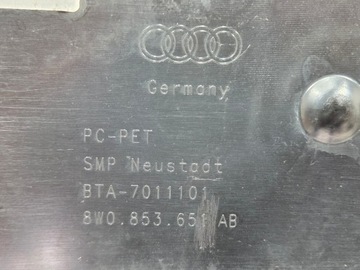 Germany
PC-PET
SMP Neustadt
BTA-7011101
8W0.853.651 AB